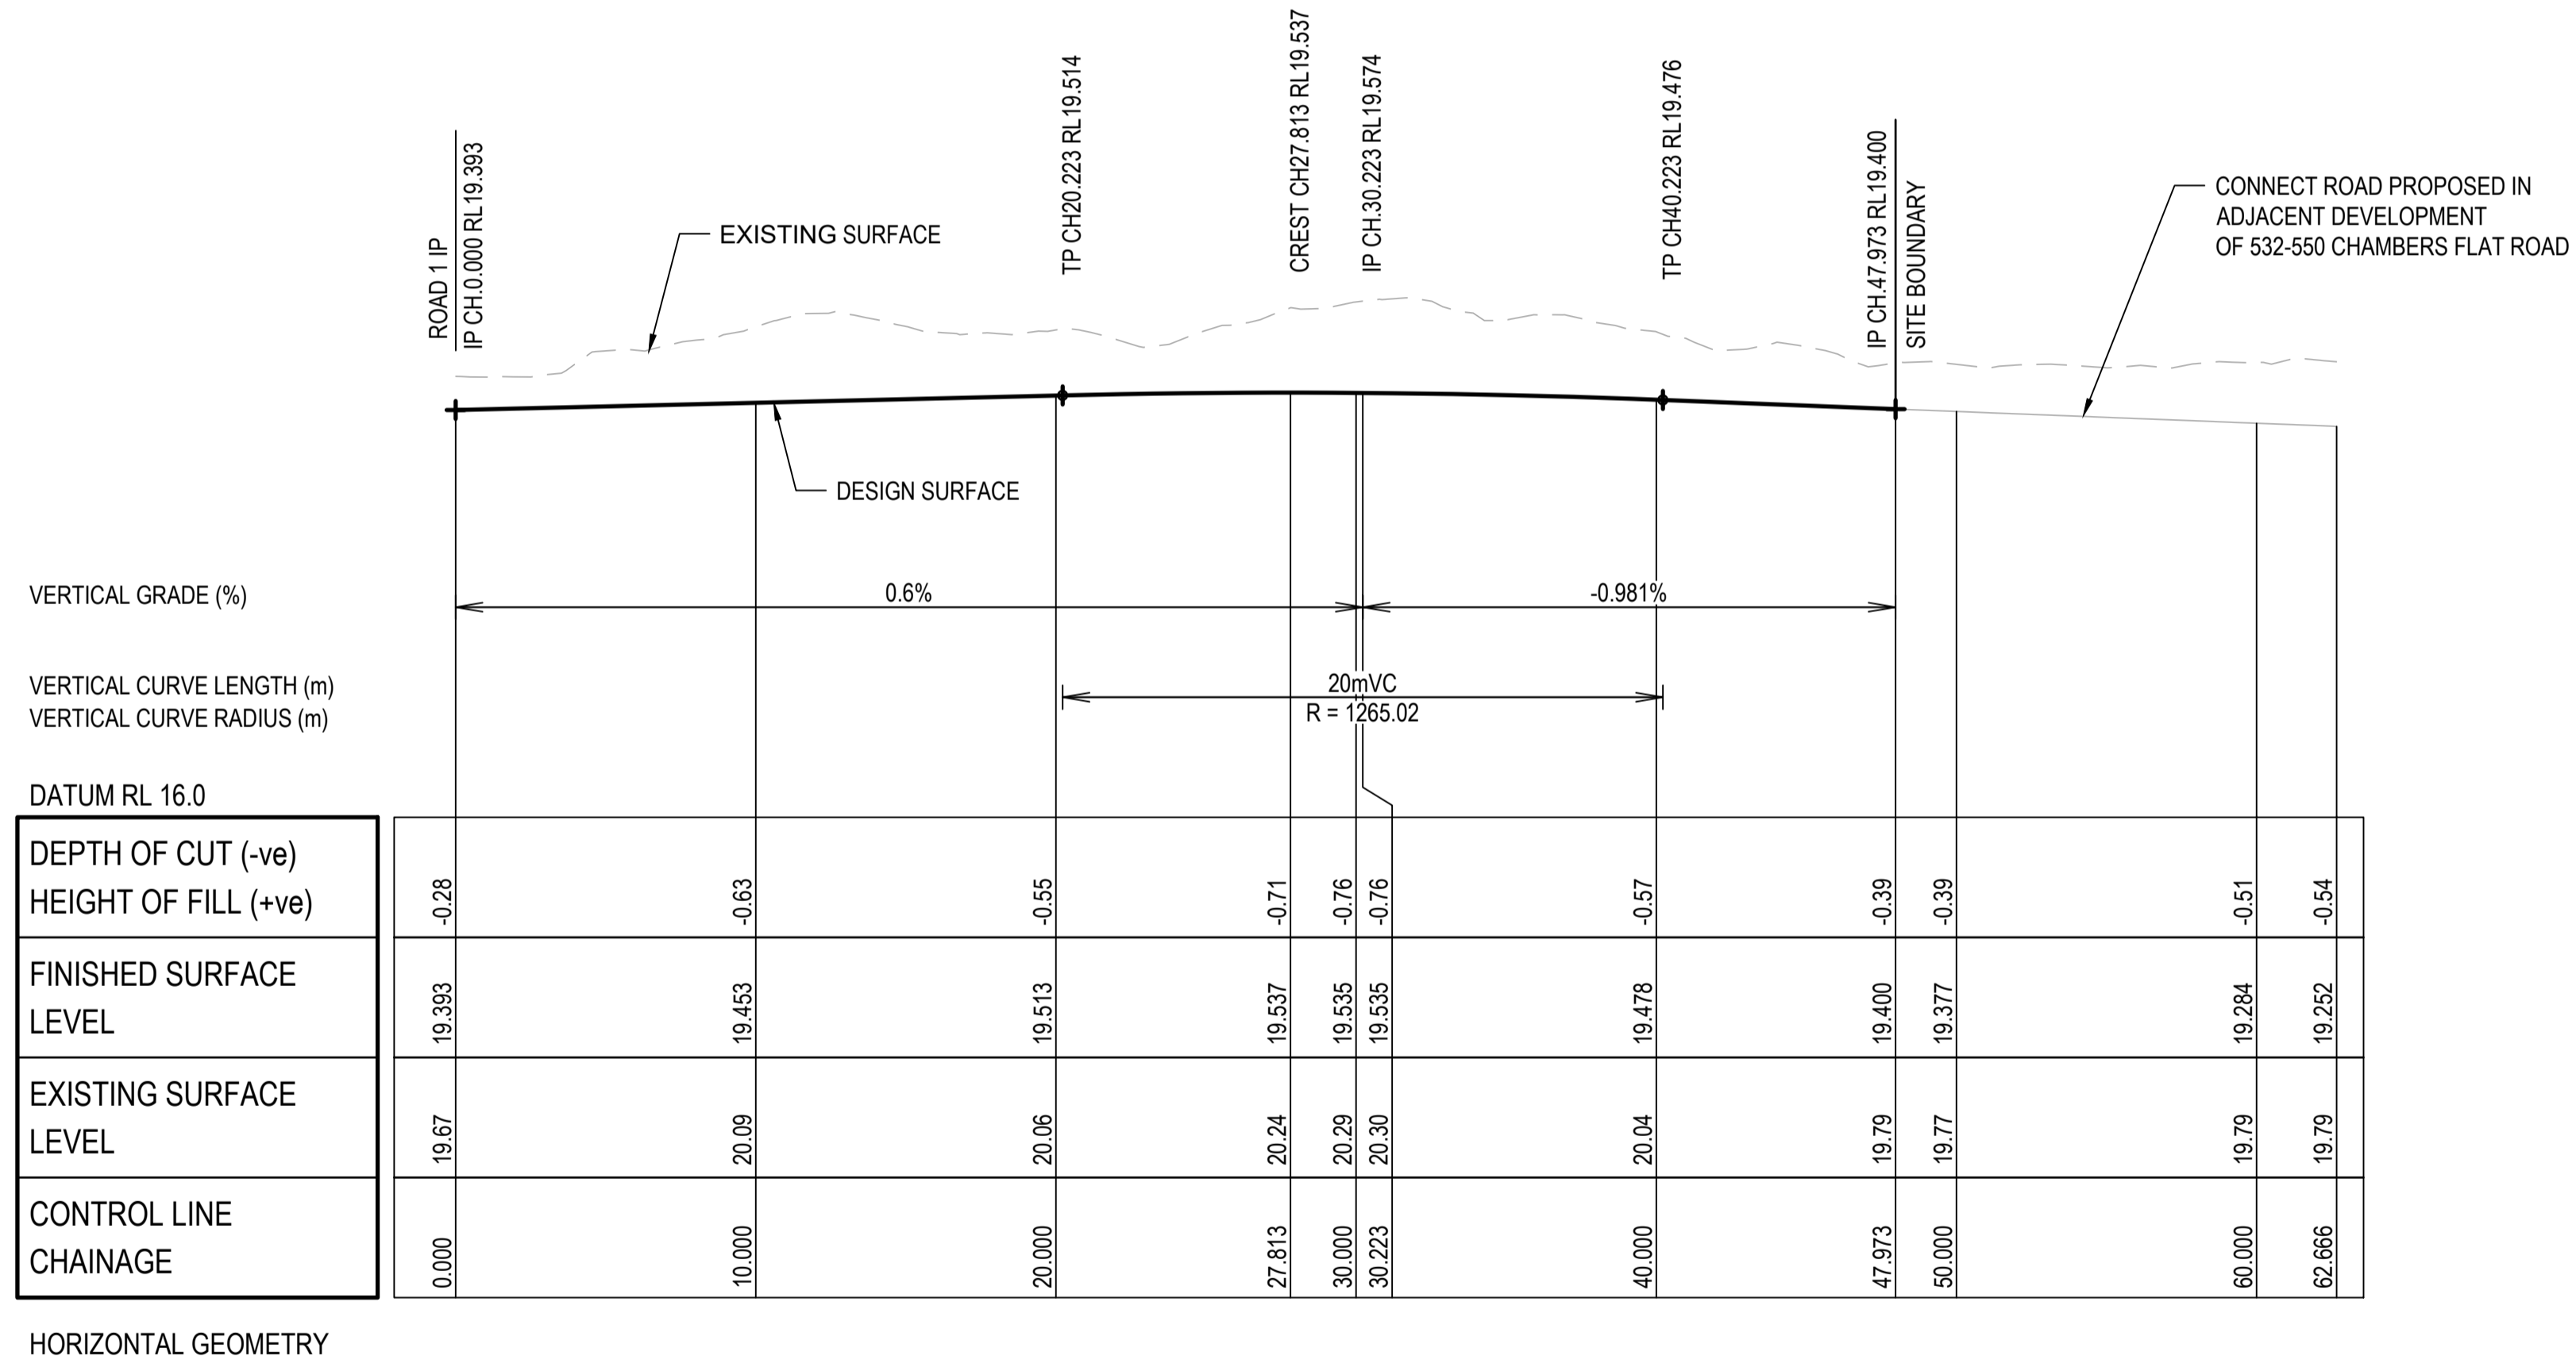 ROAD 1 IP
IP CH.0.000 RL19.393
TP CH20.223 RL19.514
CREST CH27.813 RL19.537
IP CH.30.223 RL19.574
TP CH40.223 RL19.476
IP CH.47.973 RL19.400
SITE BOUNDARY
CONNECT ROAD PROPOSED IN
ADJACENT DEVELOPMENT
OF 532-550 CHAMBERS FLAT ROAD
EXISTING SURFACE
DESIGN SURFACE
VERTICAL GRADE (%)
0.6%
-0.981%
VERTICAL CURVE LENGTH (m)
20mVC
VERTICAL CURVE RADIUS (m)
R = 1265.02
DATUM RL 16.0
DEPTH OF CUT (-ve)
HEIGHT OF FILL (+ve)
-0.28
-0.63
-0.55
-0.71
-0.76
-0.76
-0.57
-0.39
-0.39
-0.51
-0.54
FINISHED SURFACE
LEVEL
19.393
19.453
19.513
19.537
19.535
19.535
19.478
19.400
19.377
19.284
19.252
EXISTING SURFACE
LEVEL
19.67
20.09
20.06
20.24
20.29
20.30
20.04
19.79
19.77
19.79
19.79
CONTROL LINE
CHAINAGE
0.000
10.000
20.000
27.813
30.000
30.223
40.000
47.973
50.000
60.000
62.666
HORIZONTAL GEOMETRY